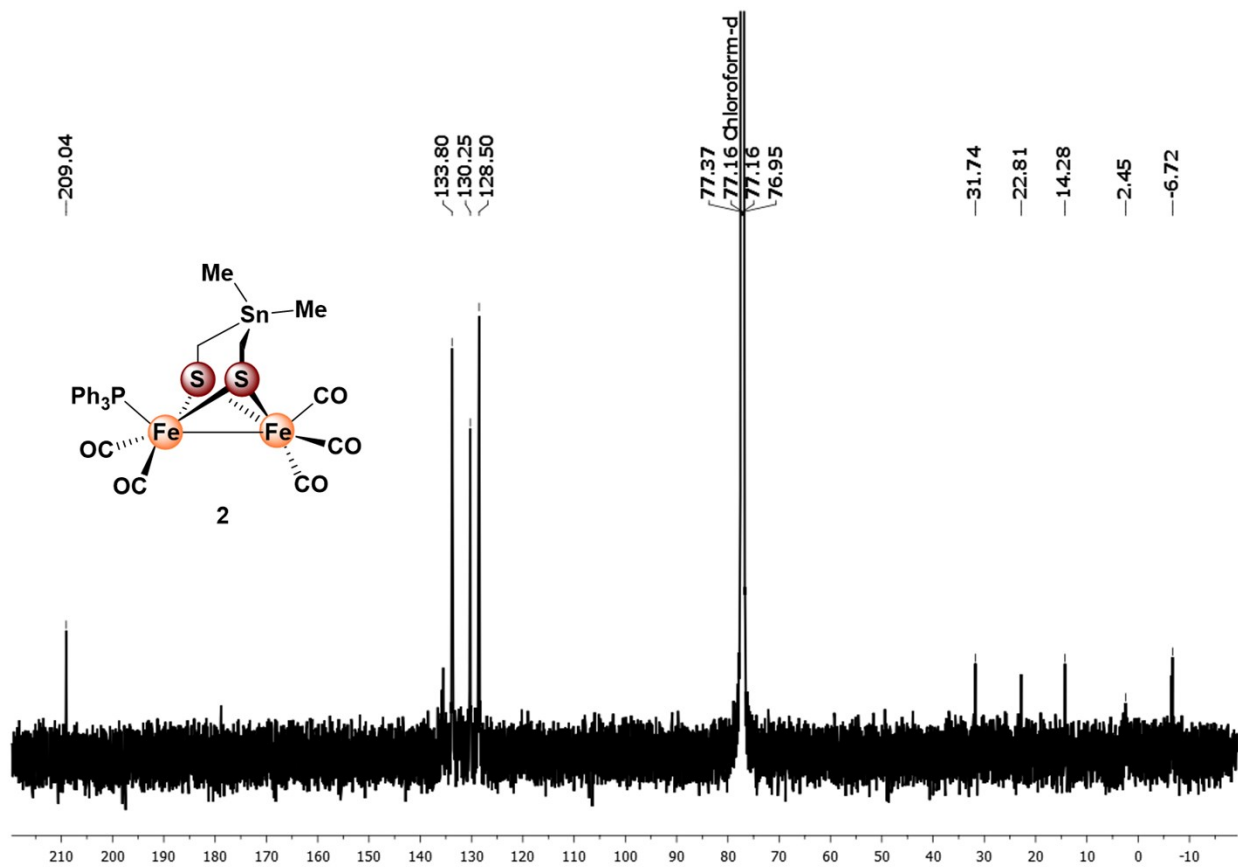 209.04
133.80
130.25
128.50
77.37
77.16 Chloroform-d
77.16
76.95
31.74
22.81
14.28
2.45
-6.72
Me
Sn Me
S S
Ph3P CO
Fe Fe
OC CO
OC CO
2
210 200 190 180 170 160 150 140 130 120 110 100 90 80 70 60 50 40 30 20 10 0 -10